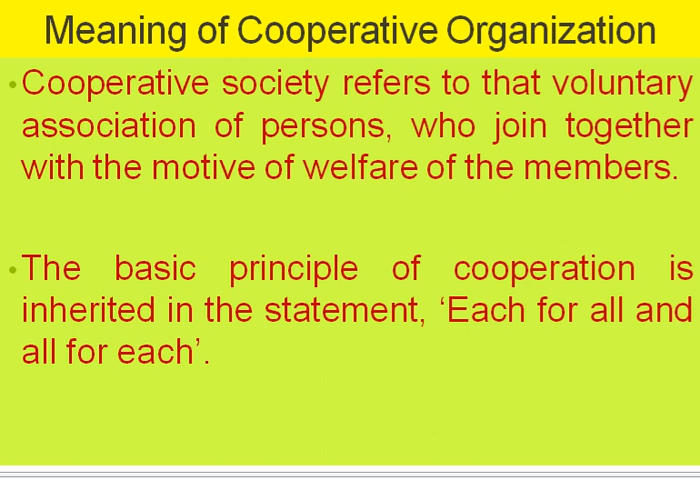 Meaning of Cooperative Organization
•Cooperative society refers to that voluntary
association of persons, who join together
with the motive of welfare of the members.
•The basic principle of cooperation is
inherited in the statement, ‘Each for all and
all for each’.